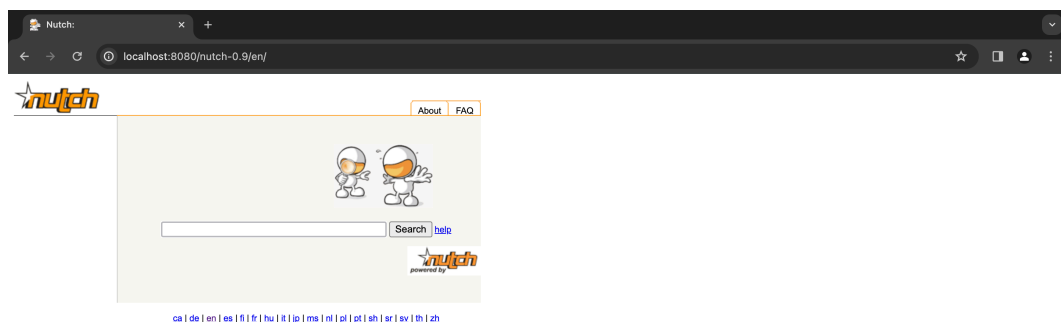 Nutch:
localhost:8080/nutch-0.9/en/
nutch
About FAQ
Search help
nutch
powered by
ca | de | en | es | fi | fr | hu | it | jp | ms | nl | pl | pt | sh | sr | sv | th | zh